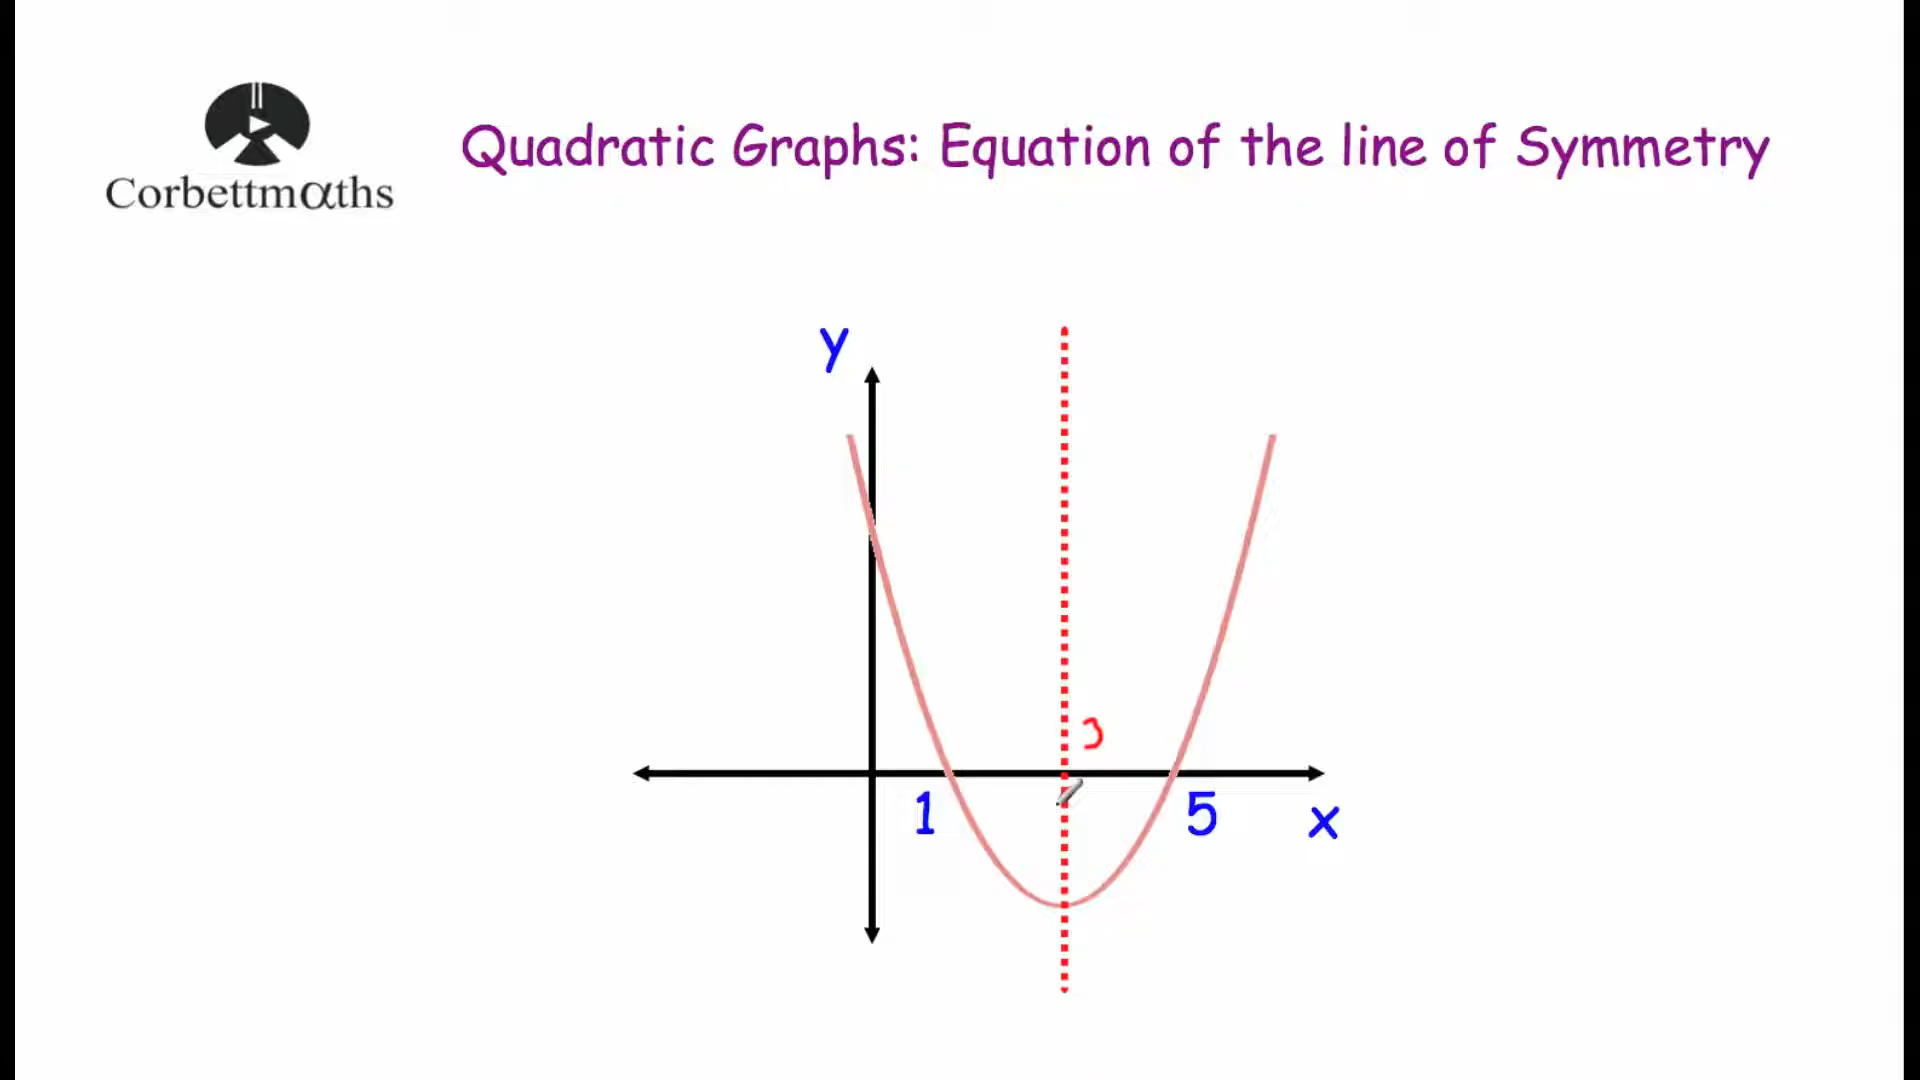 Corbettmαths
Quadratic Graphs: Equation of the line of Symmetry
y
3
1
5
x